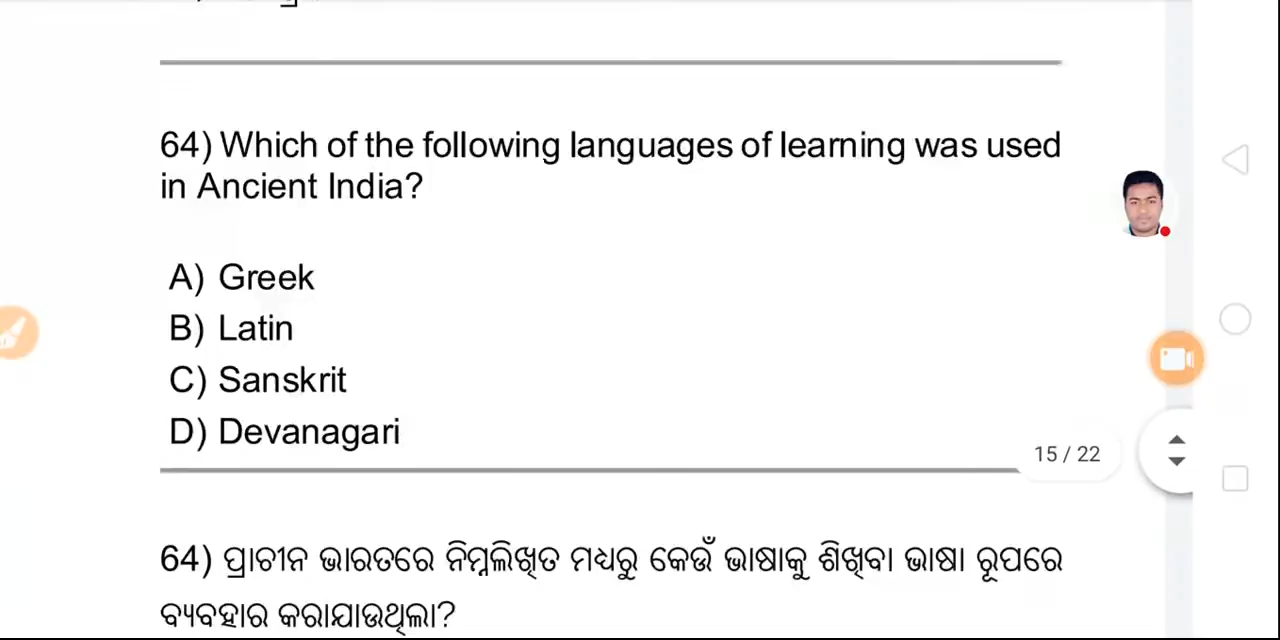 64) Which of the following languages of learning was used
in Ancient India?
A) Greek
B) Latin
C) Sanskrit
D) Devanagari
15 / 22
64) ପ୍ରାଚୀନ ଭାରତରେ ନିମ୍ନଲିଖିତ ମଧ୍ୟରୁ କେଉଁ ଭାଷାକୁ ଶିଖିବା ଭାଷା ରୂପରେ
ବ୍ୟବହାର କରାଯାଉଥିଲା?